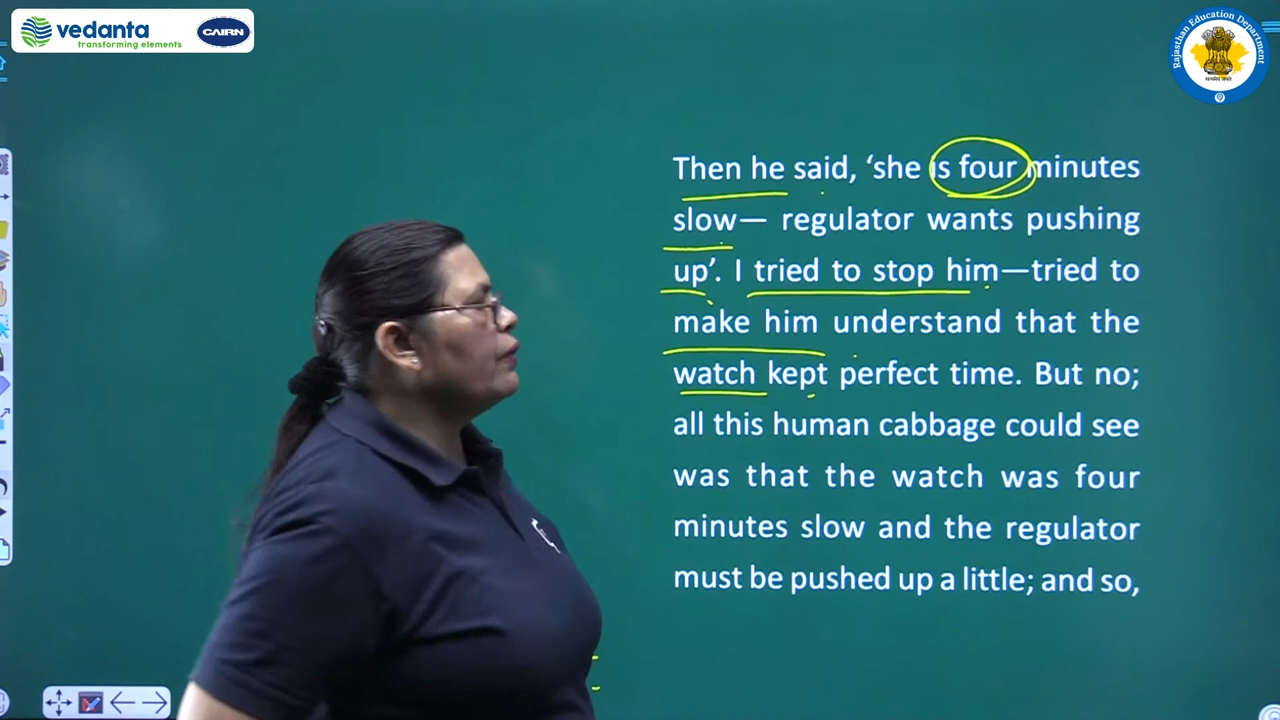 vedanta
transforming elements
CAIRN
Rajasthan Education Department
Then he said, ‘she is four minutes
slow— regulator wants pushing
up’. I tried to stop him—tried to
make him understand that the
watch kept perfect time. But no;
all this human cabbage could see
was that the watch was four
minutes slow and the regulator
must be pushed up a little; and so,